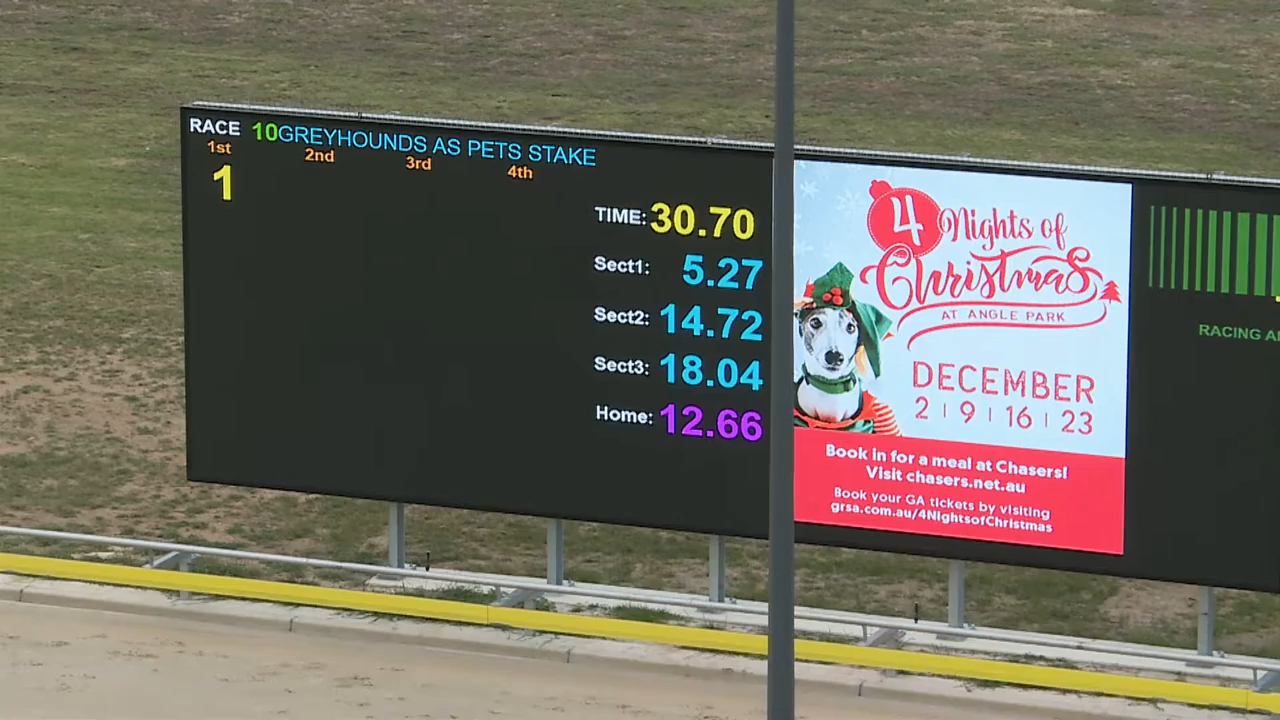 RACE 10GREYHOUNDS AS PETS STAKE
1st 2nd 3rd 4th
1
TIME: 30.70
Sect1: 5.27
Sect2: 14.72
Sect3: 18.04
Home: 12.66
4 Nights of
Christmas
AT ANGLE PARK
DECEMBER
2 | 9 | 16 | 23
Book in for a meal at Chasers!
Visit chasers.net.au
Book your GA tickets by visiting
grsa.com.au/4NightsofChristmas
RACING